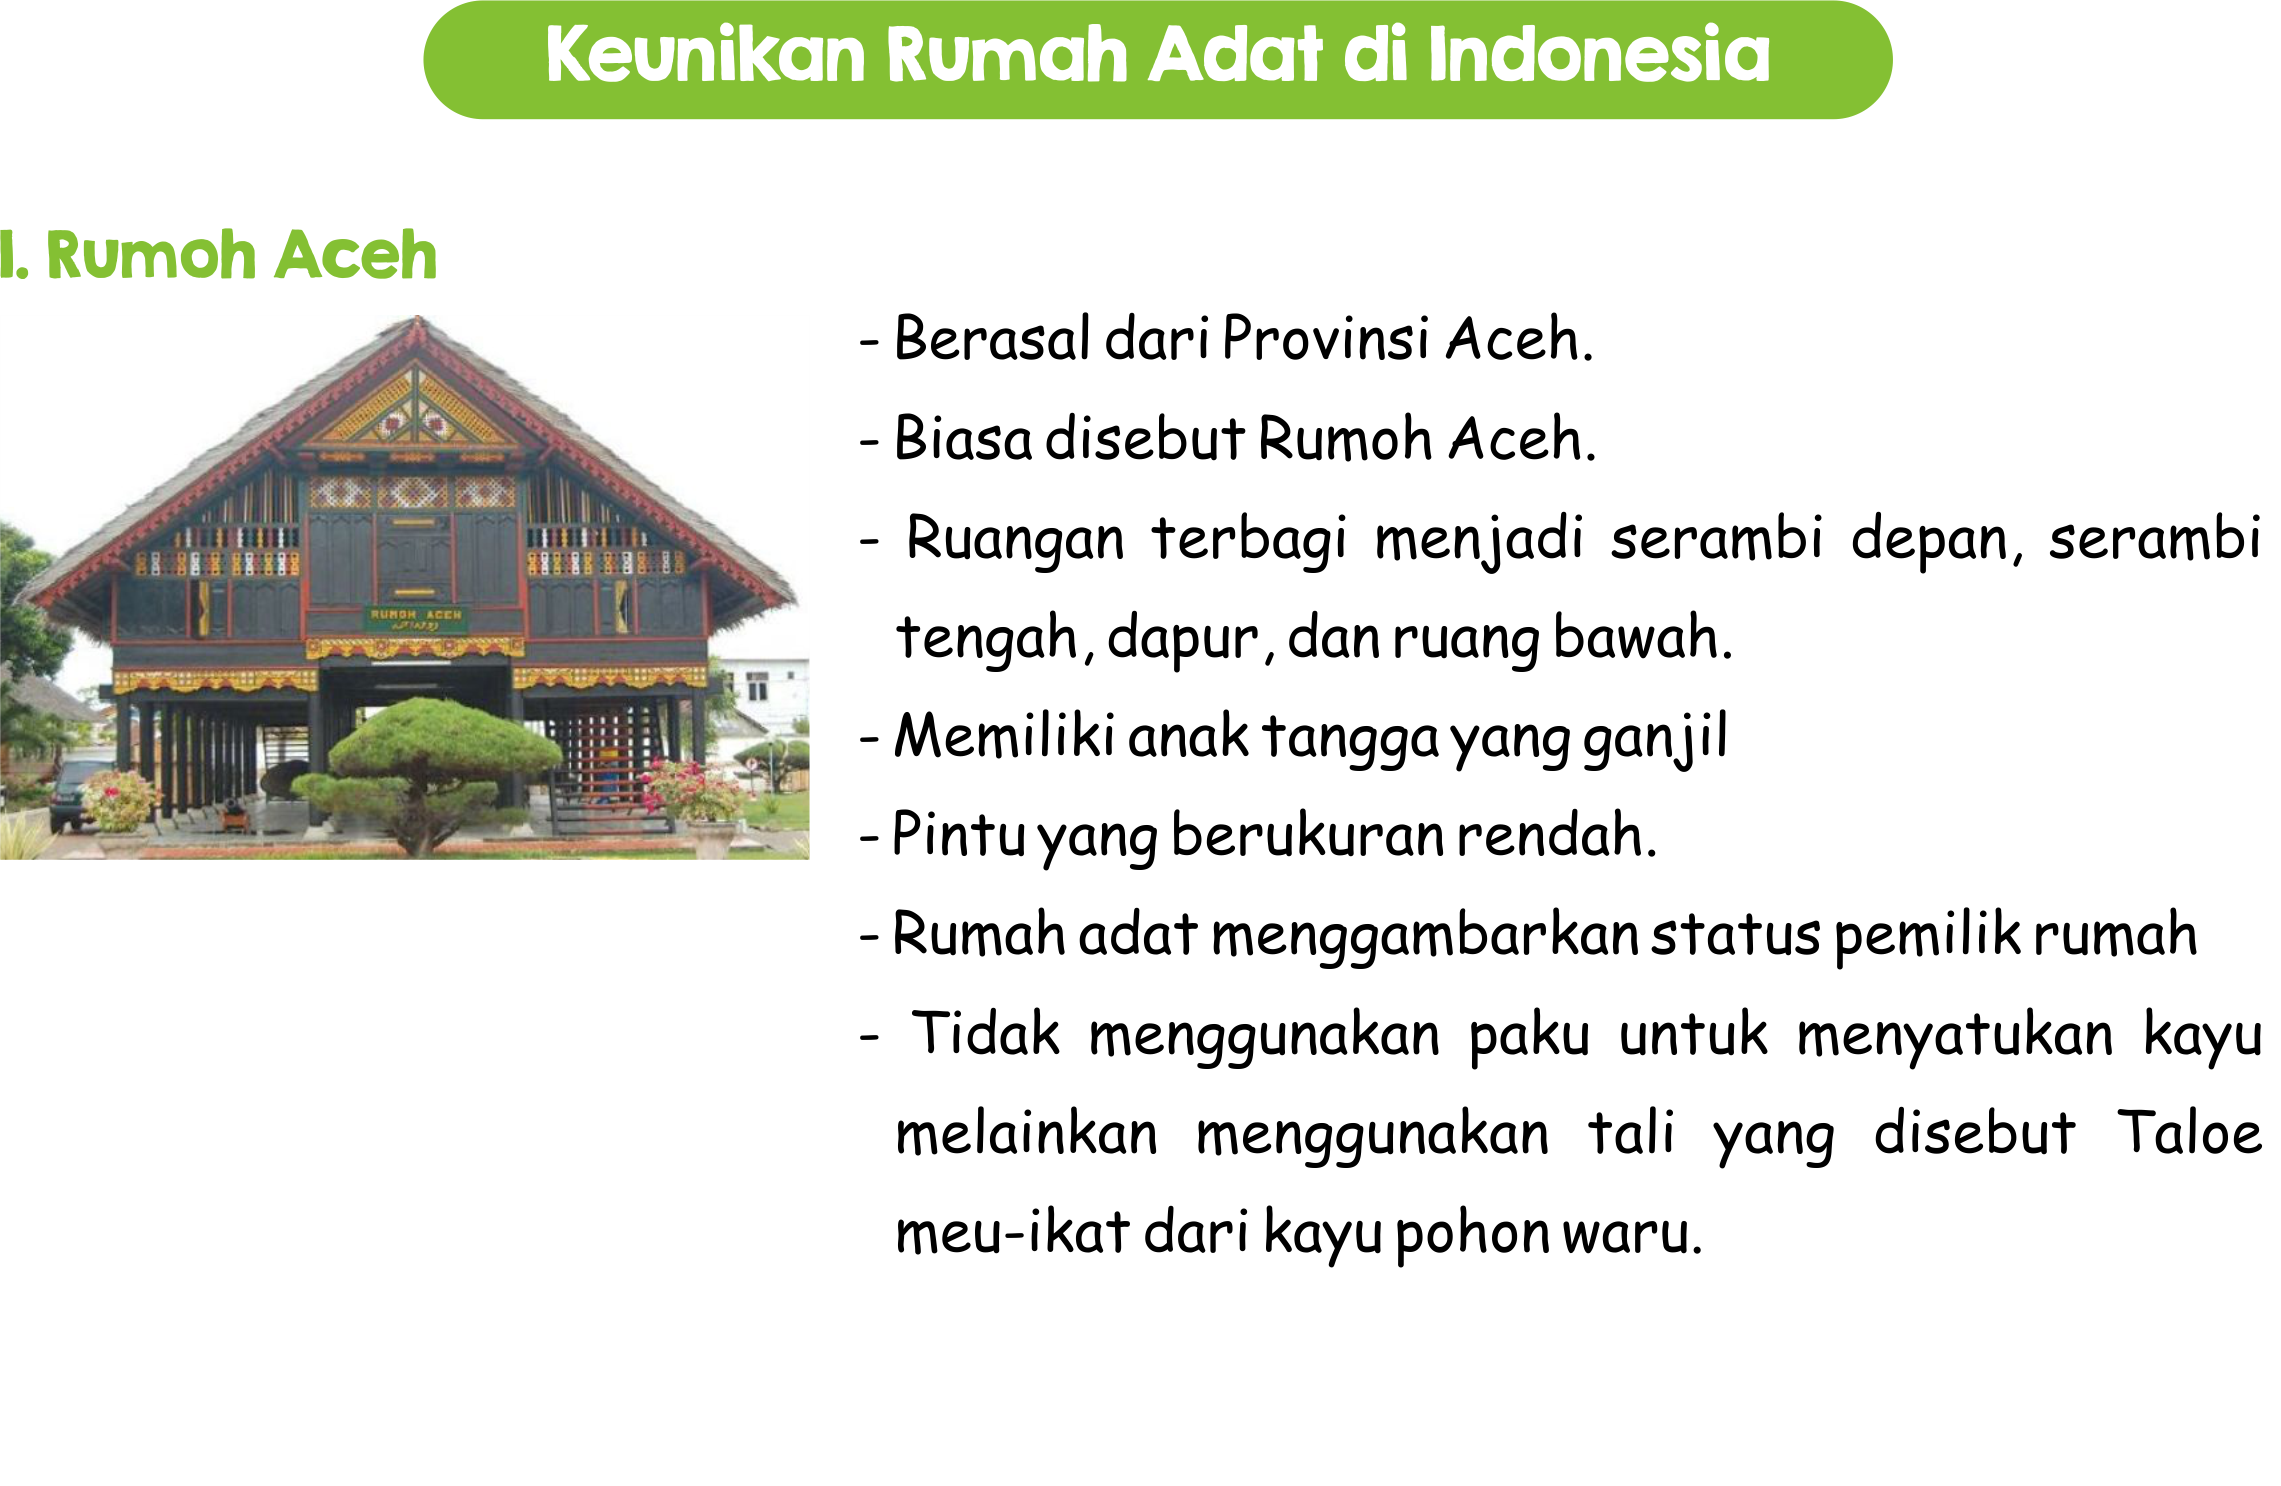 Keunikan Rumah Adat di Indonesia
1. Rumoh Aceh
- Berasal dari Provinsi Aceh.
- Biasa disebut Rumoh Aceh.
- Ruangan terbagi menjadi serambi depan, serambi
tengah, dapur, dan ruang bawah.
- Memiliki anak tangga yang ganjil
- Pintu yang berukuran rendah.
- Rumah adat menggambarkan status pemilik rumah
- Tidak menggunakan paku untuk menyatukan kayu
melainkan menggunakan tali yang disebut Taloe
meu-ikat dari kayu pohon waru.
RUMOH ACEH